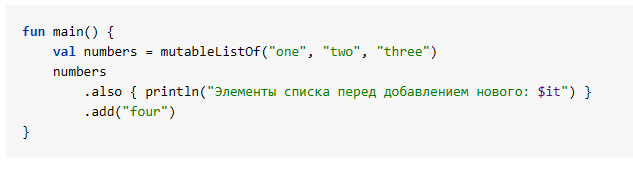 fun main() {
    val numbers = mutableListOf("one", "two", "three")
    numbers
        .also { println("Элементы списка перед добавлением нового: $it") }
        .add("four")
}